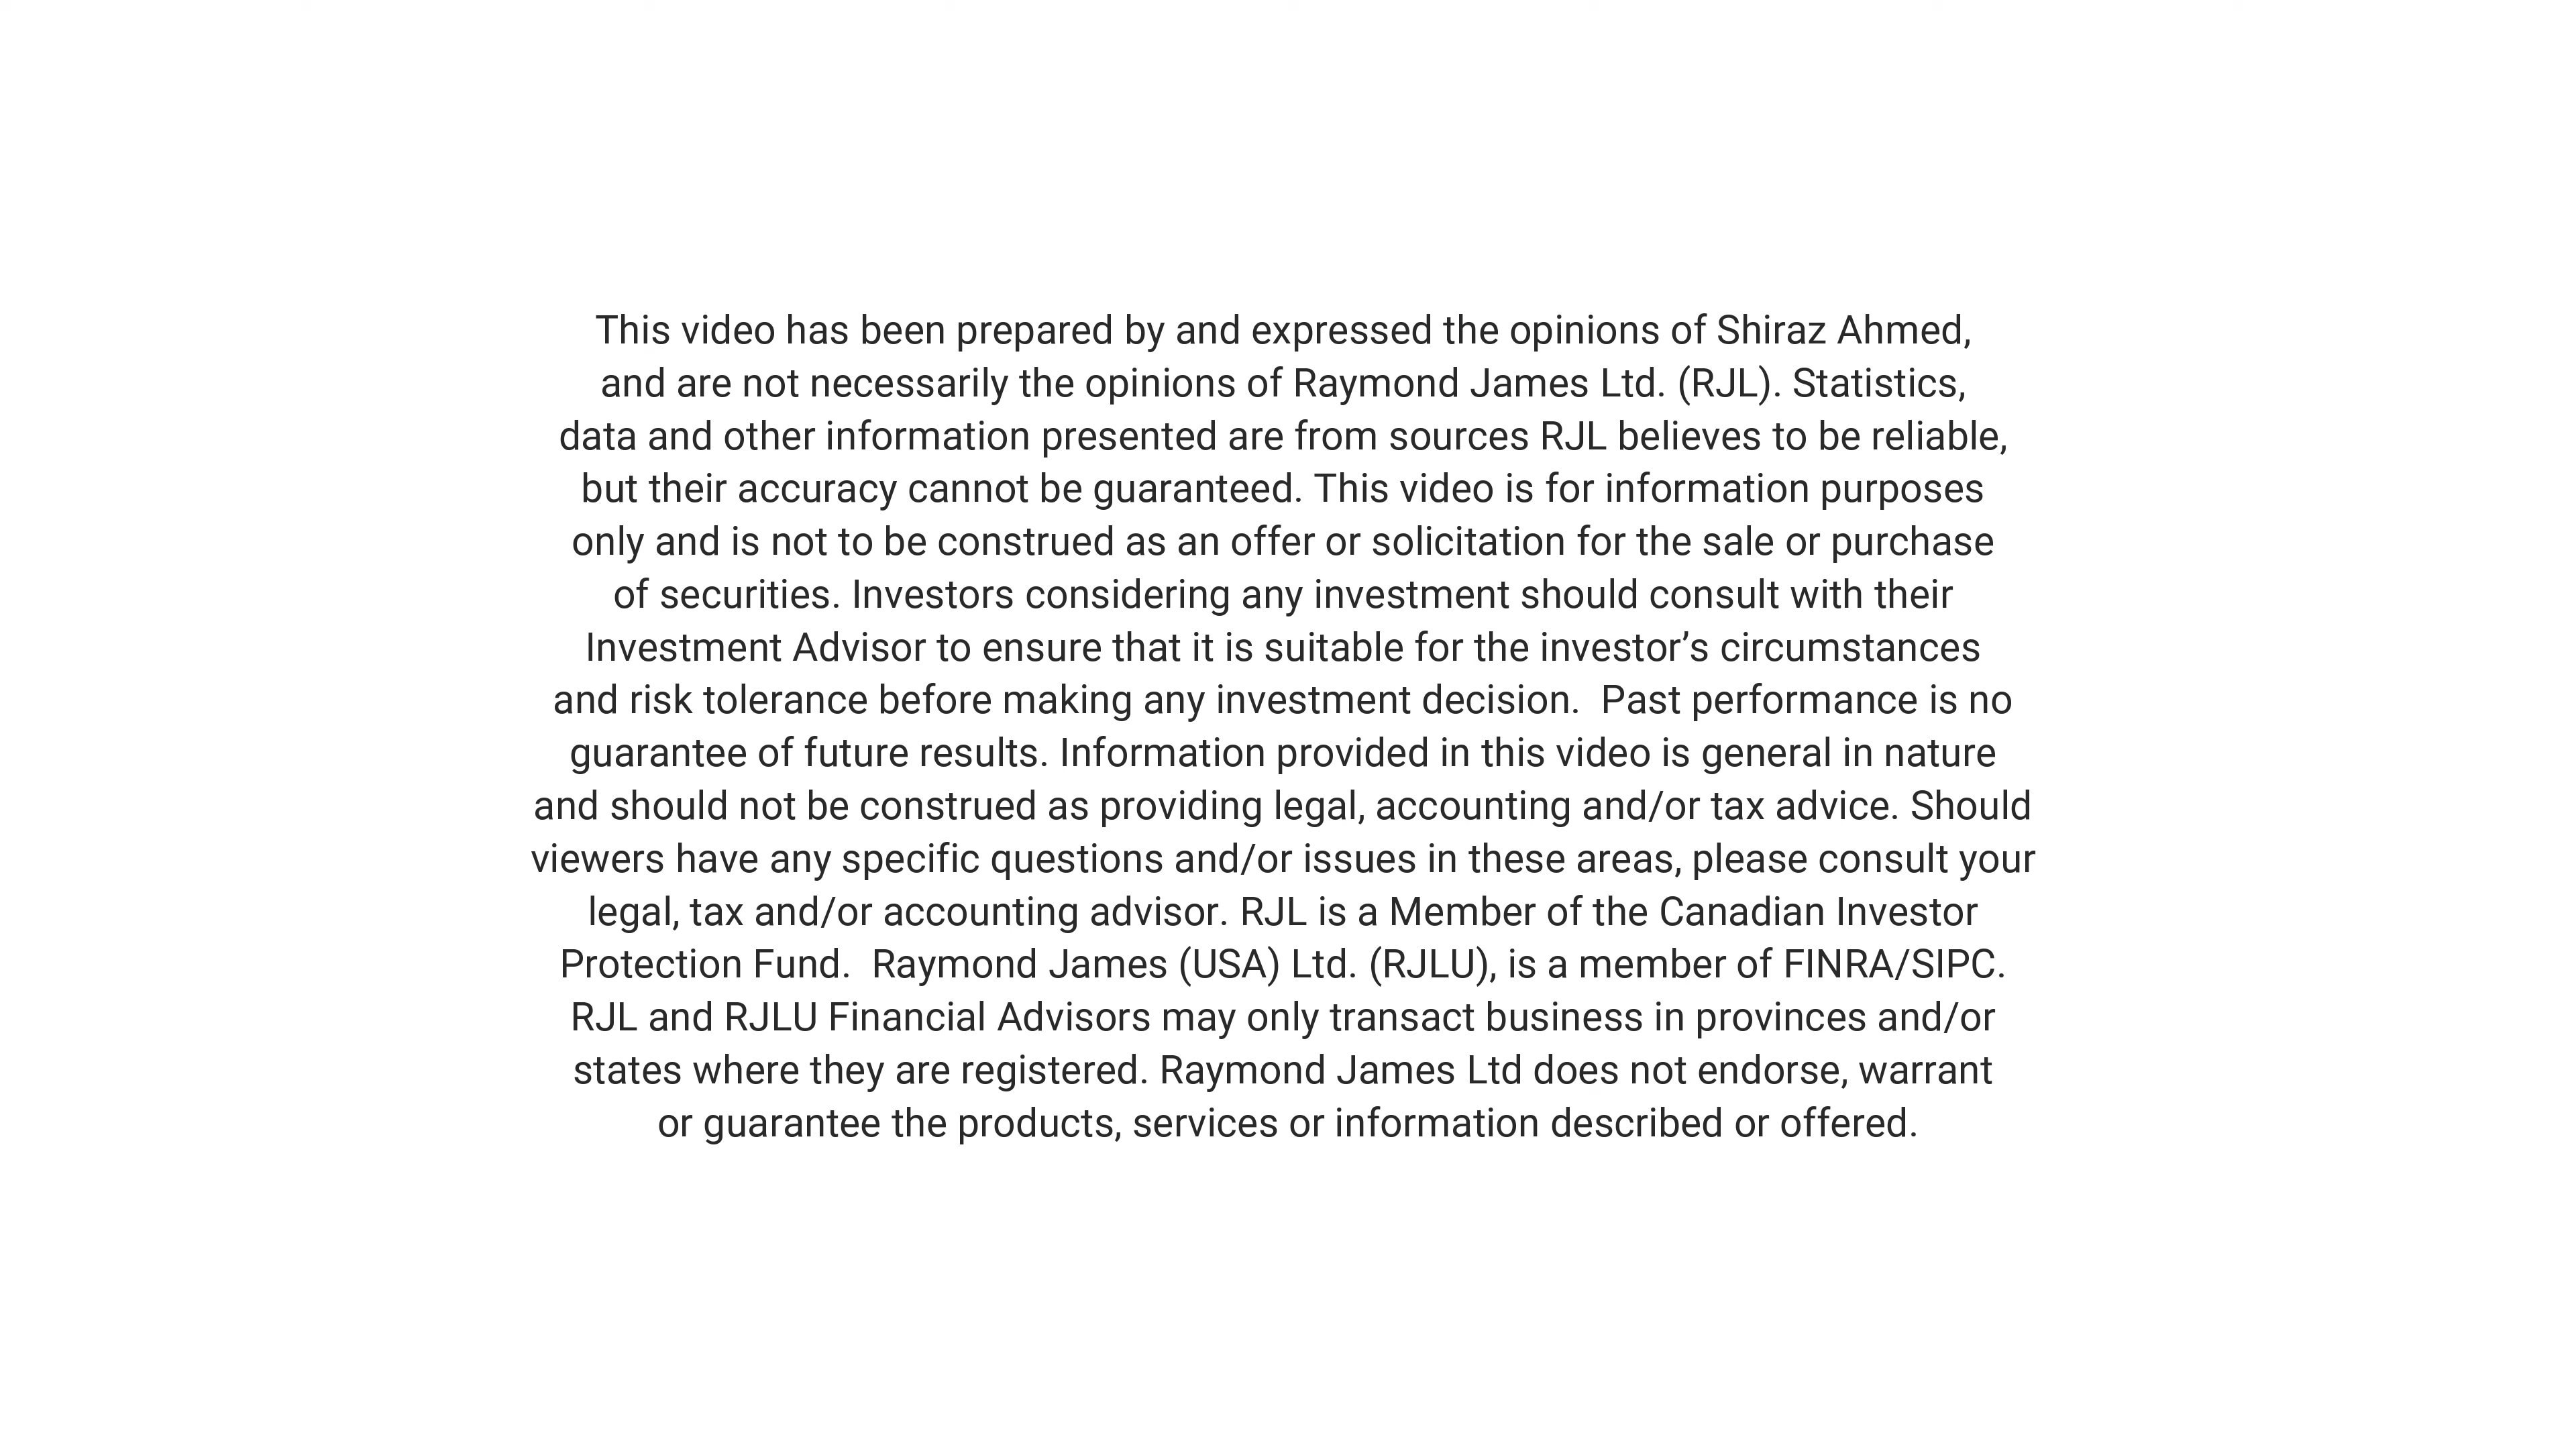 This video has been prepared by and expressed the opinions of Shiraz Ahmed,
and are not necessarily the opinions of Raymond James Ltd. (RJL). Statistics,
data and other information presented are from sources RJL believes to be reliable,
but their accuracy cannot be guaranteed. This video is for information purposes
only and is not to be construed as an offer or solicitation for the sale or purchase
of securities. Investors considering any investment should consult with their
Investment Advisor to ensure that it is suitable for the investor’s circumstances
and risk tolerance before making any investment decision.  Past performance is no
guarantee of future results. Information provided in this video is general in nature
and should not be construed as providing legal, accounting and/or tax advice. Should
viewers have any specific questions and/or issues in these areas, please consult your
legal, tax and/or accounting advisor. RJL is a Member of the Canadian Investor
Protection Fund.  Raymond James (USA) Ltd. (RJLU), is a member of FINRA/SIPC.
RJL and RJLU Financial Advisors may only transact business in provinces and/or
states where they are registered. Raymond James Ltd does not endorse, warrant
or guarantee the products, services or information described or offered.